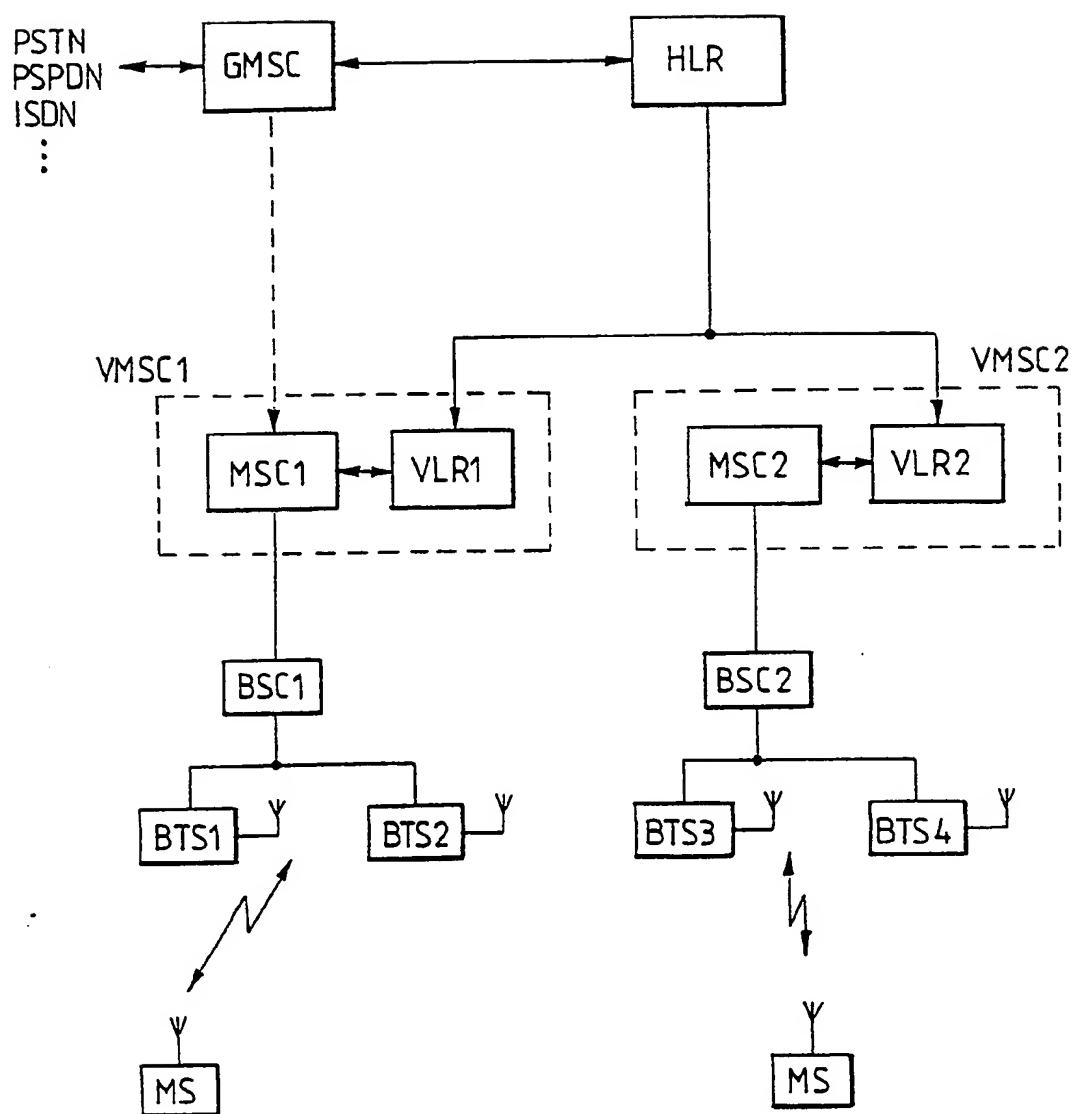 PSTN
PSPDN
ISDN
⋮
GMSC
HLR
VMSC1
VMSC2
MSC1
VLR1
MSC2
VLR2
BSC1
BSC2
BTS1
BTS2
BTS3
BTS4
MS
MS